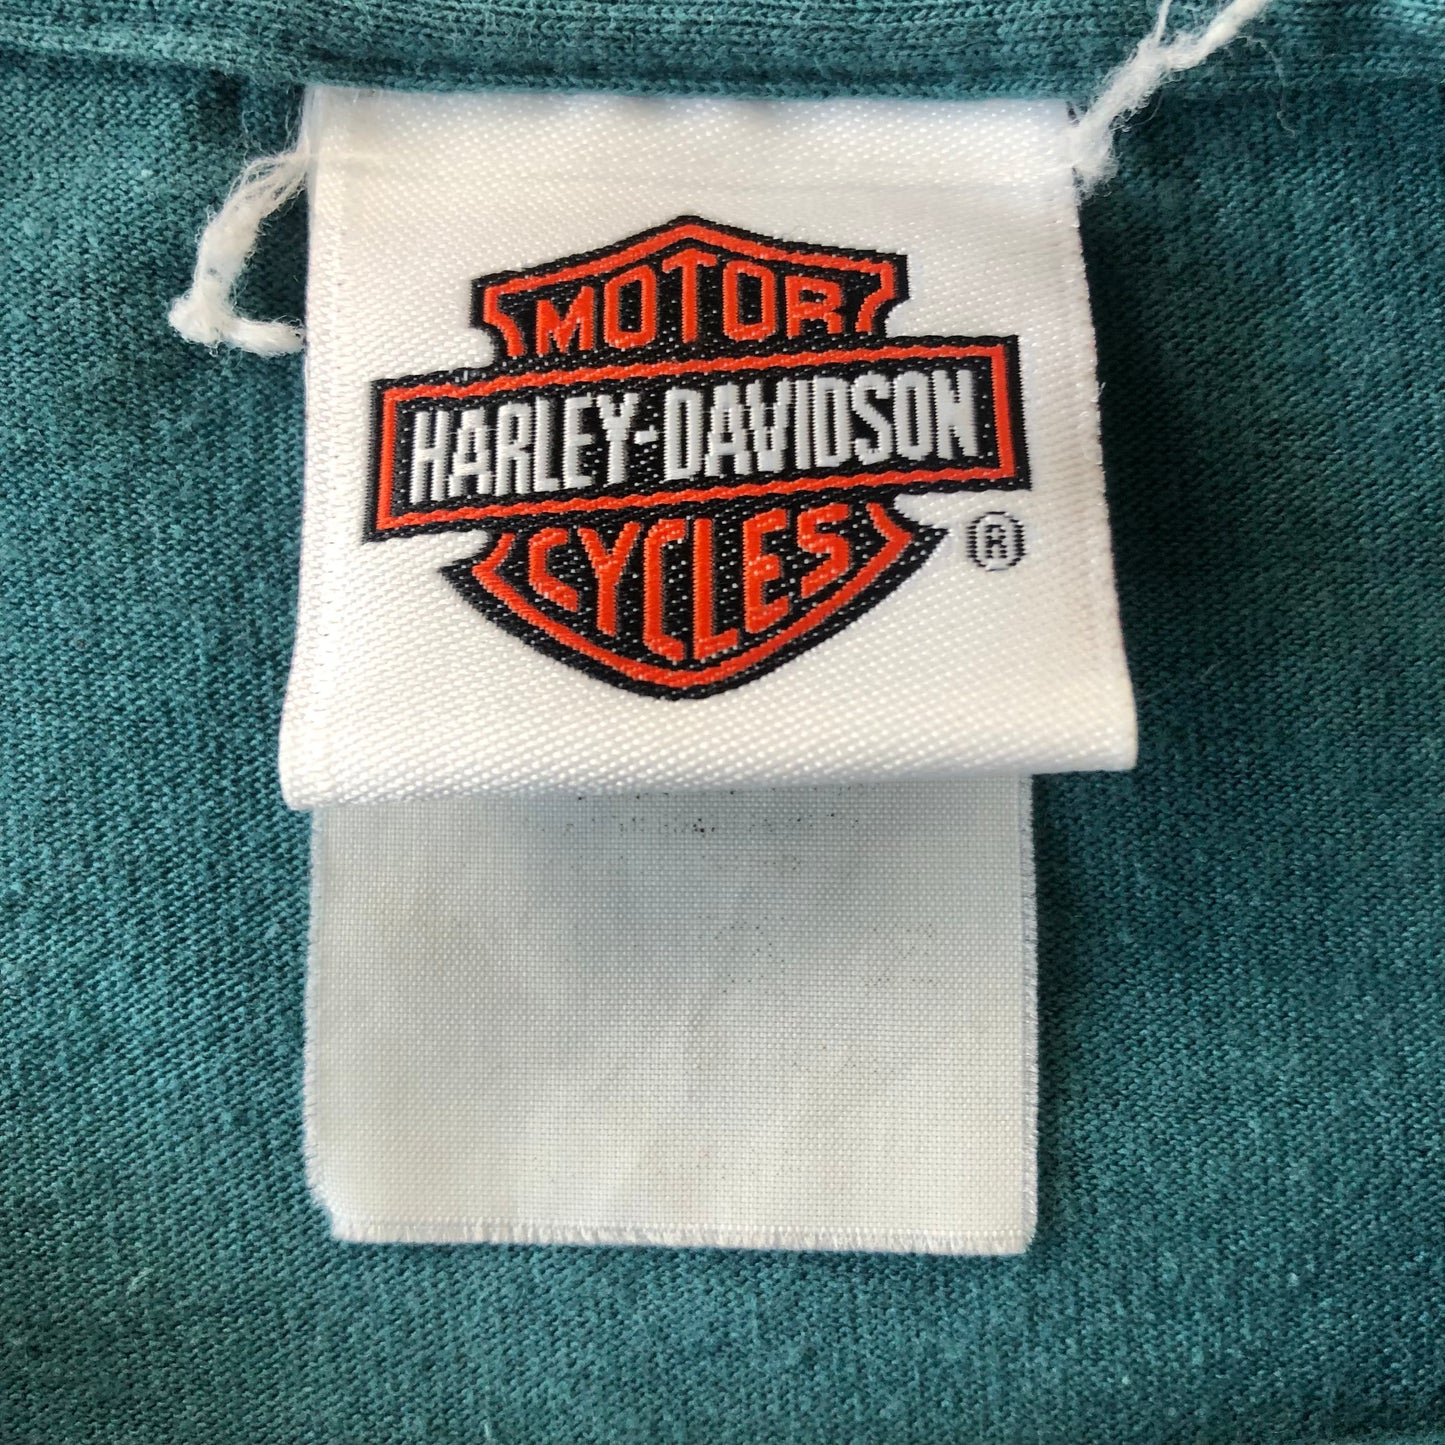 MOTOR
HARLEY-DAVIDSON
CYCLES
®